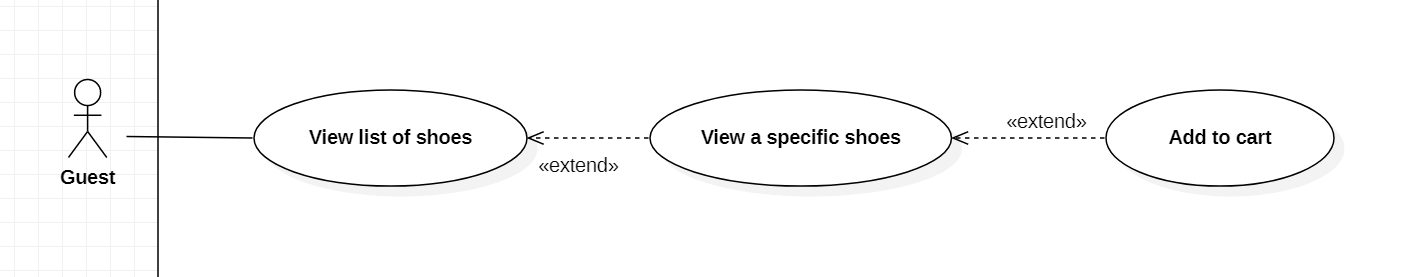 Guest
View list of shoes
«extend»
View a specific shoes
«extend»
Add to cart